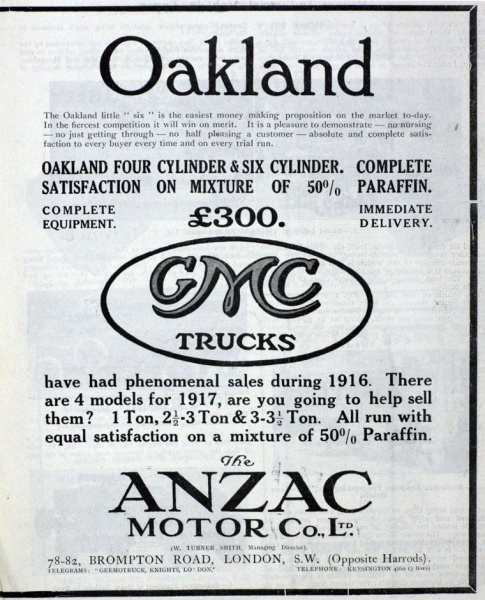 Oakland
The Oakland little " six " is the easiest money making proposition on the market to-day.
In the fiercest competition it will win on merit. It is a pleasure to demonstrate — no nursing
— no just getting through — no half pleasing a customer — absolute and complete satis-
faction to every buyer every time and on every trial run.
OAKLAND FOUR CYLINDER & SIX CYLINDER. COMPLETE
SATISFACTION ON MIXTURE OF 50% PARAFFIN.
COMPLETE EQUIPMENT.
£300.
IMMEDIATE DELIVERY.
GMC
TRUCKS
have had phenomenal sales during 1916. There
are 4 models for 1917, are you going to help sell
them? 1 Ton, 2½-3 Ton & 3-3½ Ton. All run with
equal satisfaction on a mixture of 50% Paraffin.
The
ANZAC
MOTOR Co., LTD.
(W. TURNER SMITH, Managing Director).
78-82, BROMPTON ROAD, LONDON, S.W. (Opposite Harrods).
TELEGRAMS: "GEEMOTRUCK, KNIGHTS, LONDON." TELEPHONE: KENSINGTON (3 lines)